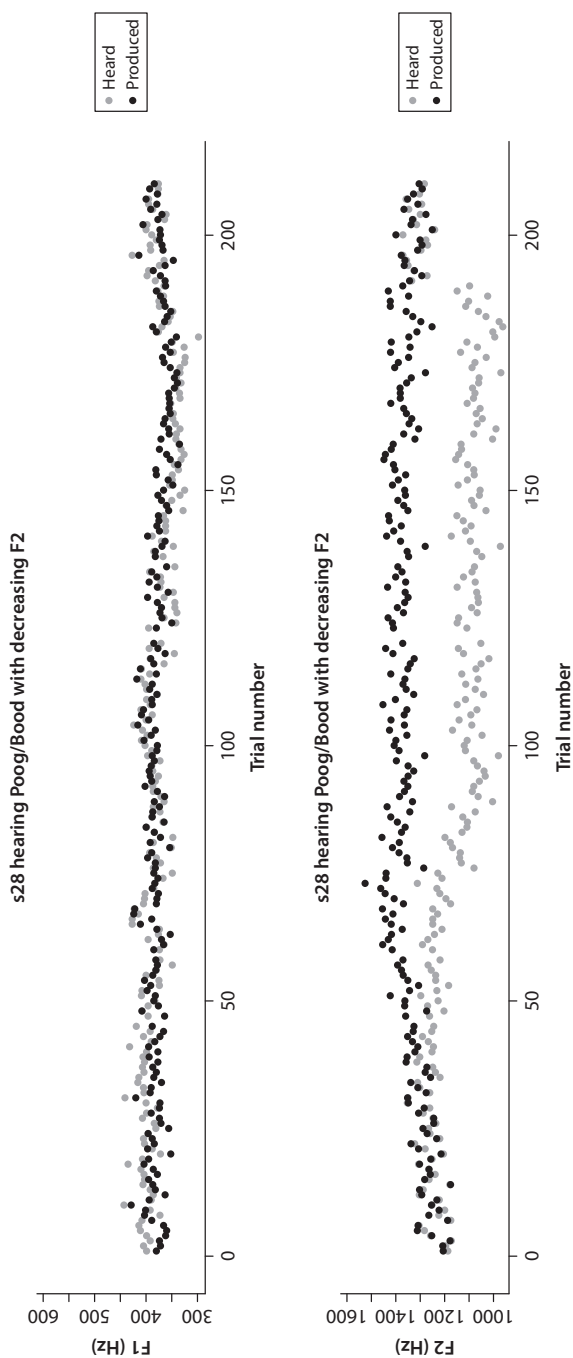 s28 hearing Poog/Bood with decreasing F2
600
500
400
300
F1 (Hz)
0
50
100
150
200
Trial number
Heard
Produced
s28 hearing Poog/Bood with decreasing F2
1600
1400
1200
1000
F2 (Hz)
0
50
100
150
200
Trial number
Heard
Produced